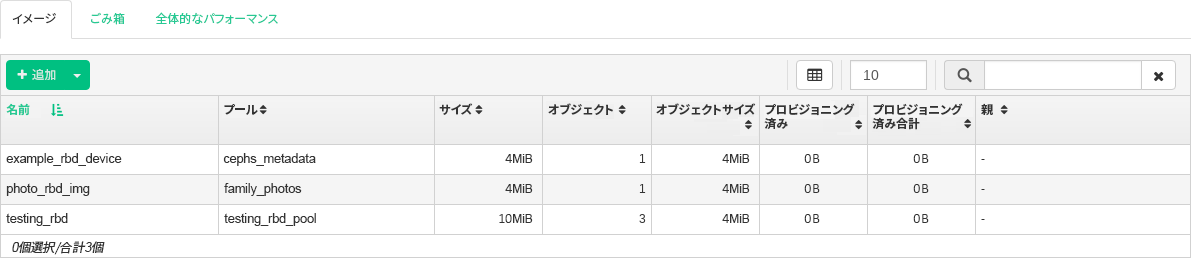 イメージ ごみ箱 全体的なパフォーマンス
追加 10
名前 プール サイズ オブジェクト オブジェクトサイズ プロビジョニング プロビジョニング 親
済み 済み合計
example_rbd_device cephs_metadata 4MiB 1 4MiB 0B 0B -
photo_rbd_img family_photos 4MiB 1 4MiB 0B 0B -
testing_rbd testing_rbd_pool 10MiB 3 4MiB 0B 0B -
0個選択/合計3個